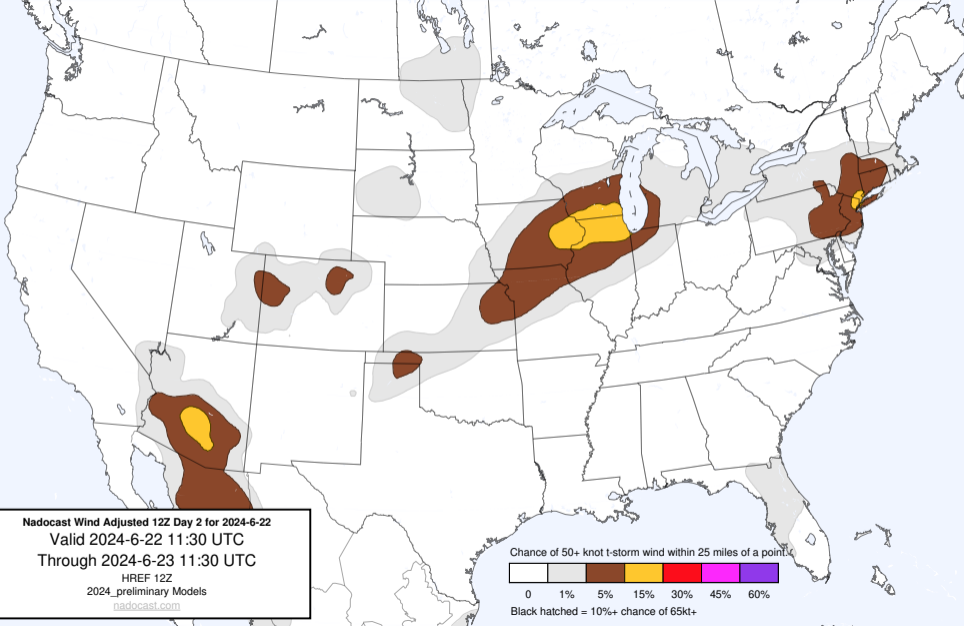 Nadocast Wind Adjusted 12Z Day 2 for 2024-6-22
Valid 2024-6-22 11:30 UTC
Through 2024-6-23 11:30 UTC
HREF 12Z
2024_preliminary Models
nadocast.com
Chance of 50+ knot t-storm wind within 25 miles of a point.
0 1% 5% 15% 30% 45% 60%
Black hatched = 10%+ chance of 65kt+